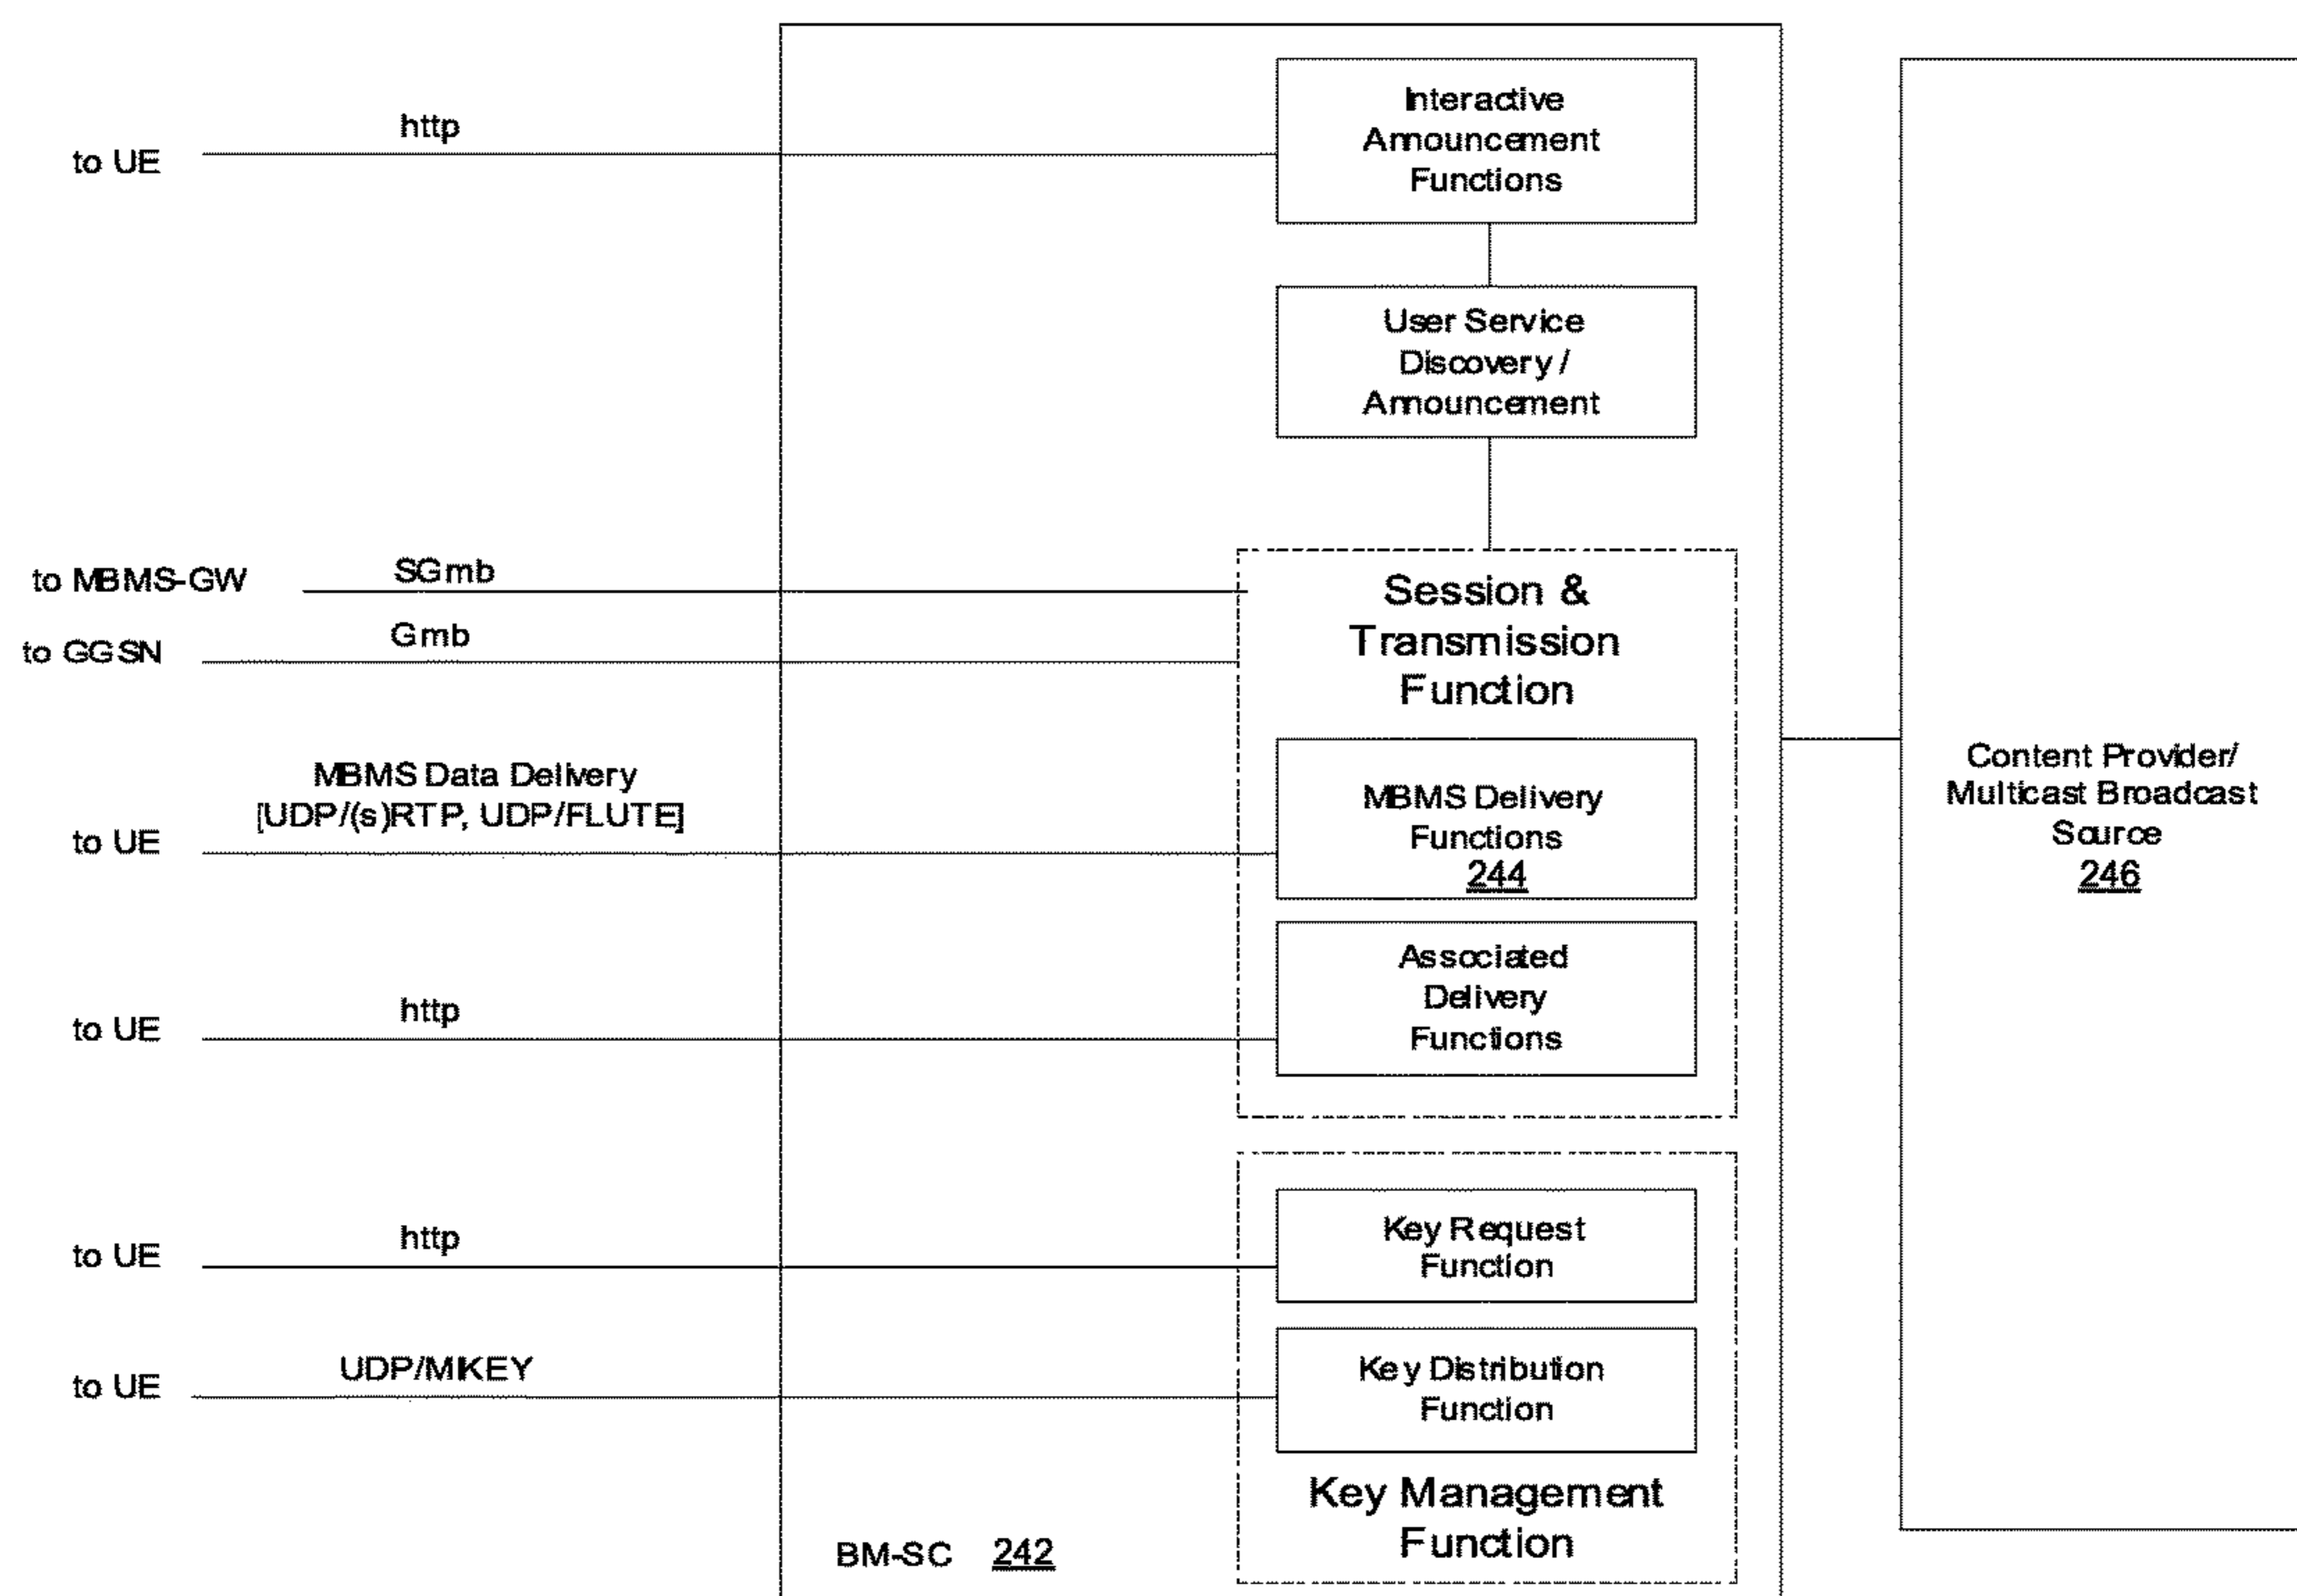 http
to UE
Interactive
Announcement
Functions
User Service
Discovery /
Announcement
to MBMS-GW
SGmb
to GGSN
Gmb
Session &
Transmission
Function
MBMS Data Delivery
[UDP/(s)RTP, UDP/FLUTE]
to UE
MBMS Delivery
Functions
244
Content Provider/
Multicast Broadcast
Source
246
http
to UE
Associated
Delivery
Functions
http
to UE
Key Request
Function
UDP/MIKEY
to UE
Key Distribution
Function
Key Management
Function
BM-SC 242